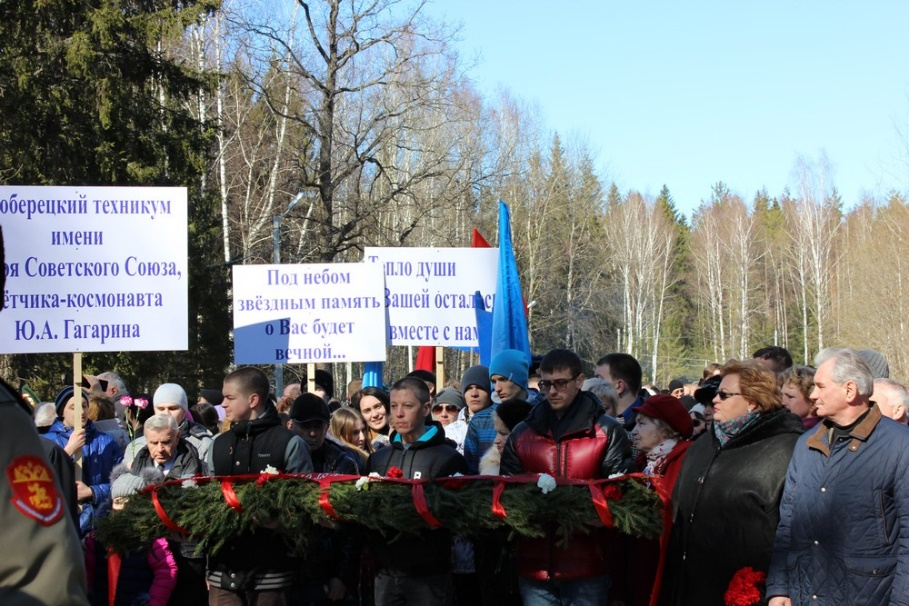 оберецкий техникум
имени
оя Советского Союза,
ётчика-космонавта
Ю.А. Гагарина
Под небом
звёздным память
о Вас будет
вечной...
Т пло души
Вашей остал
вместе с на